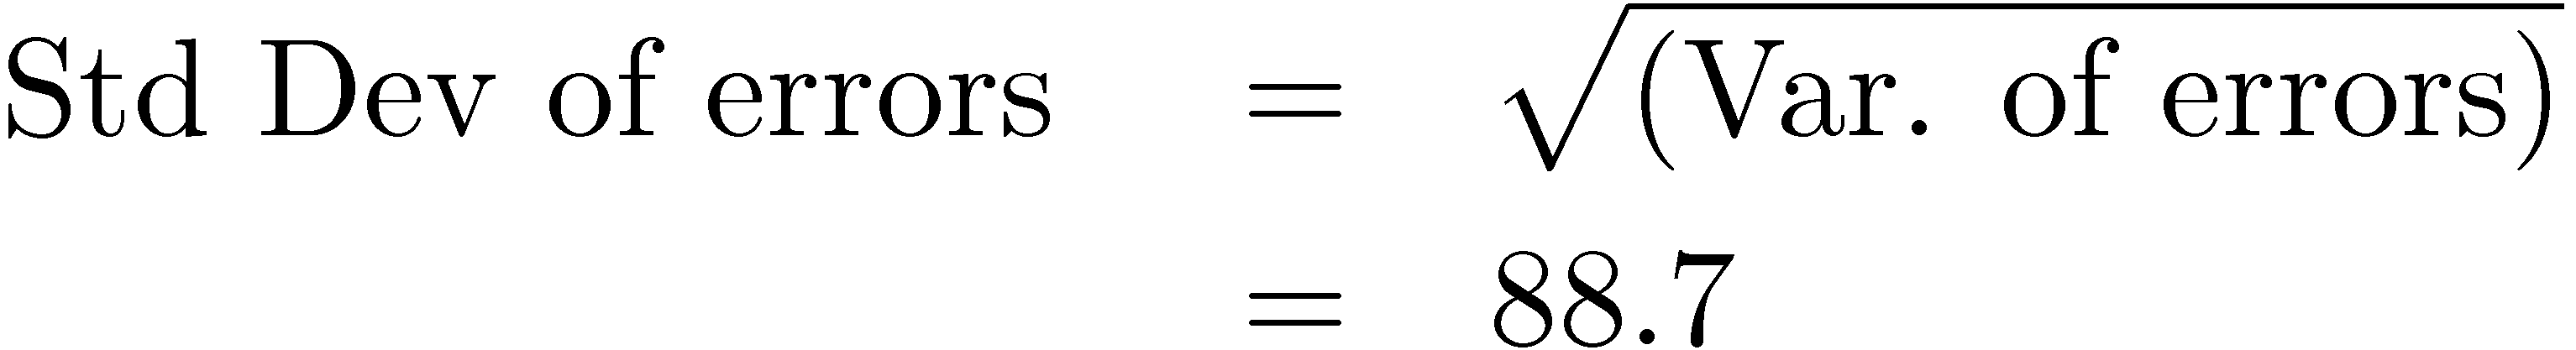 Std Dev of errors = √(Var. of errors)
= 88.7